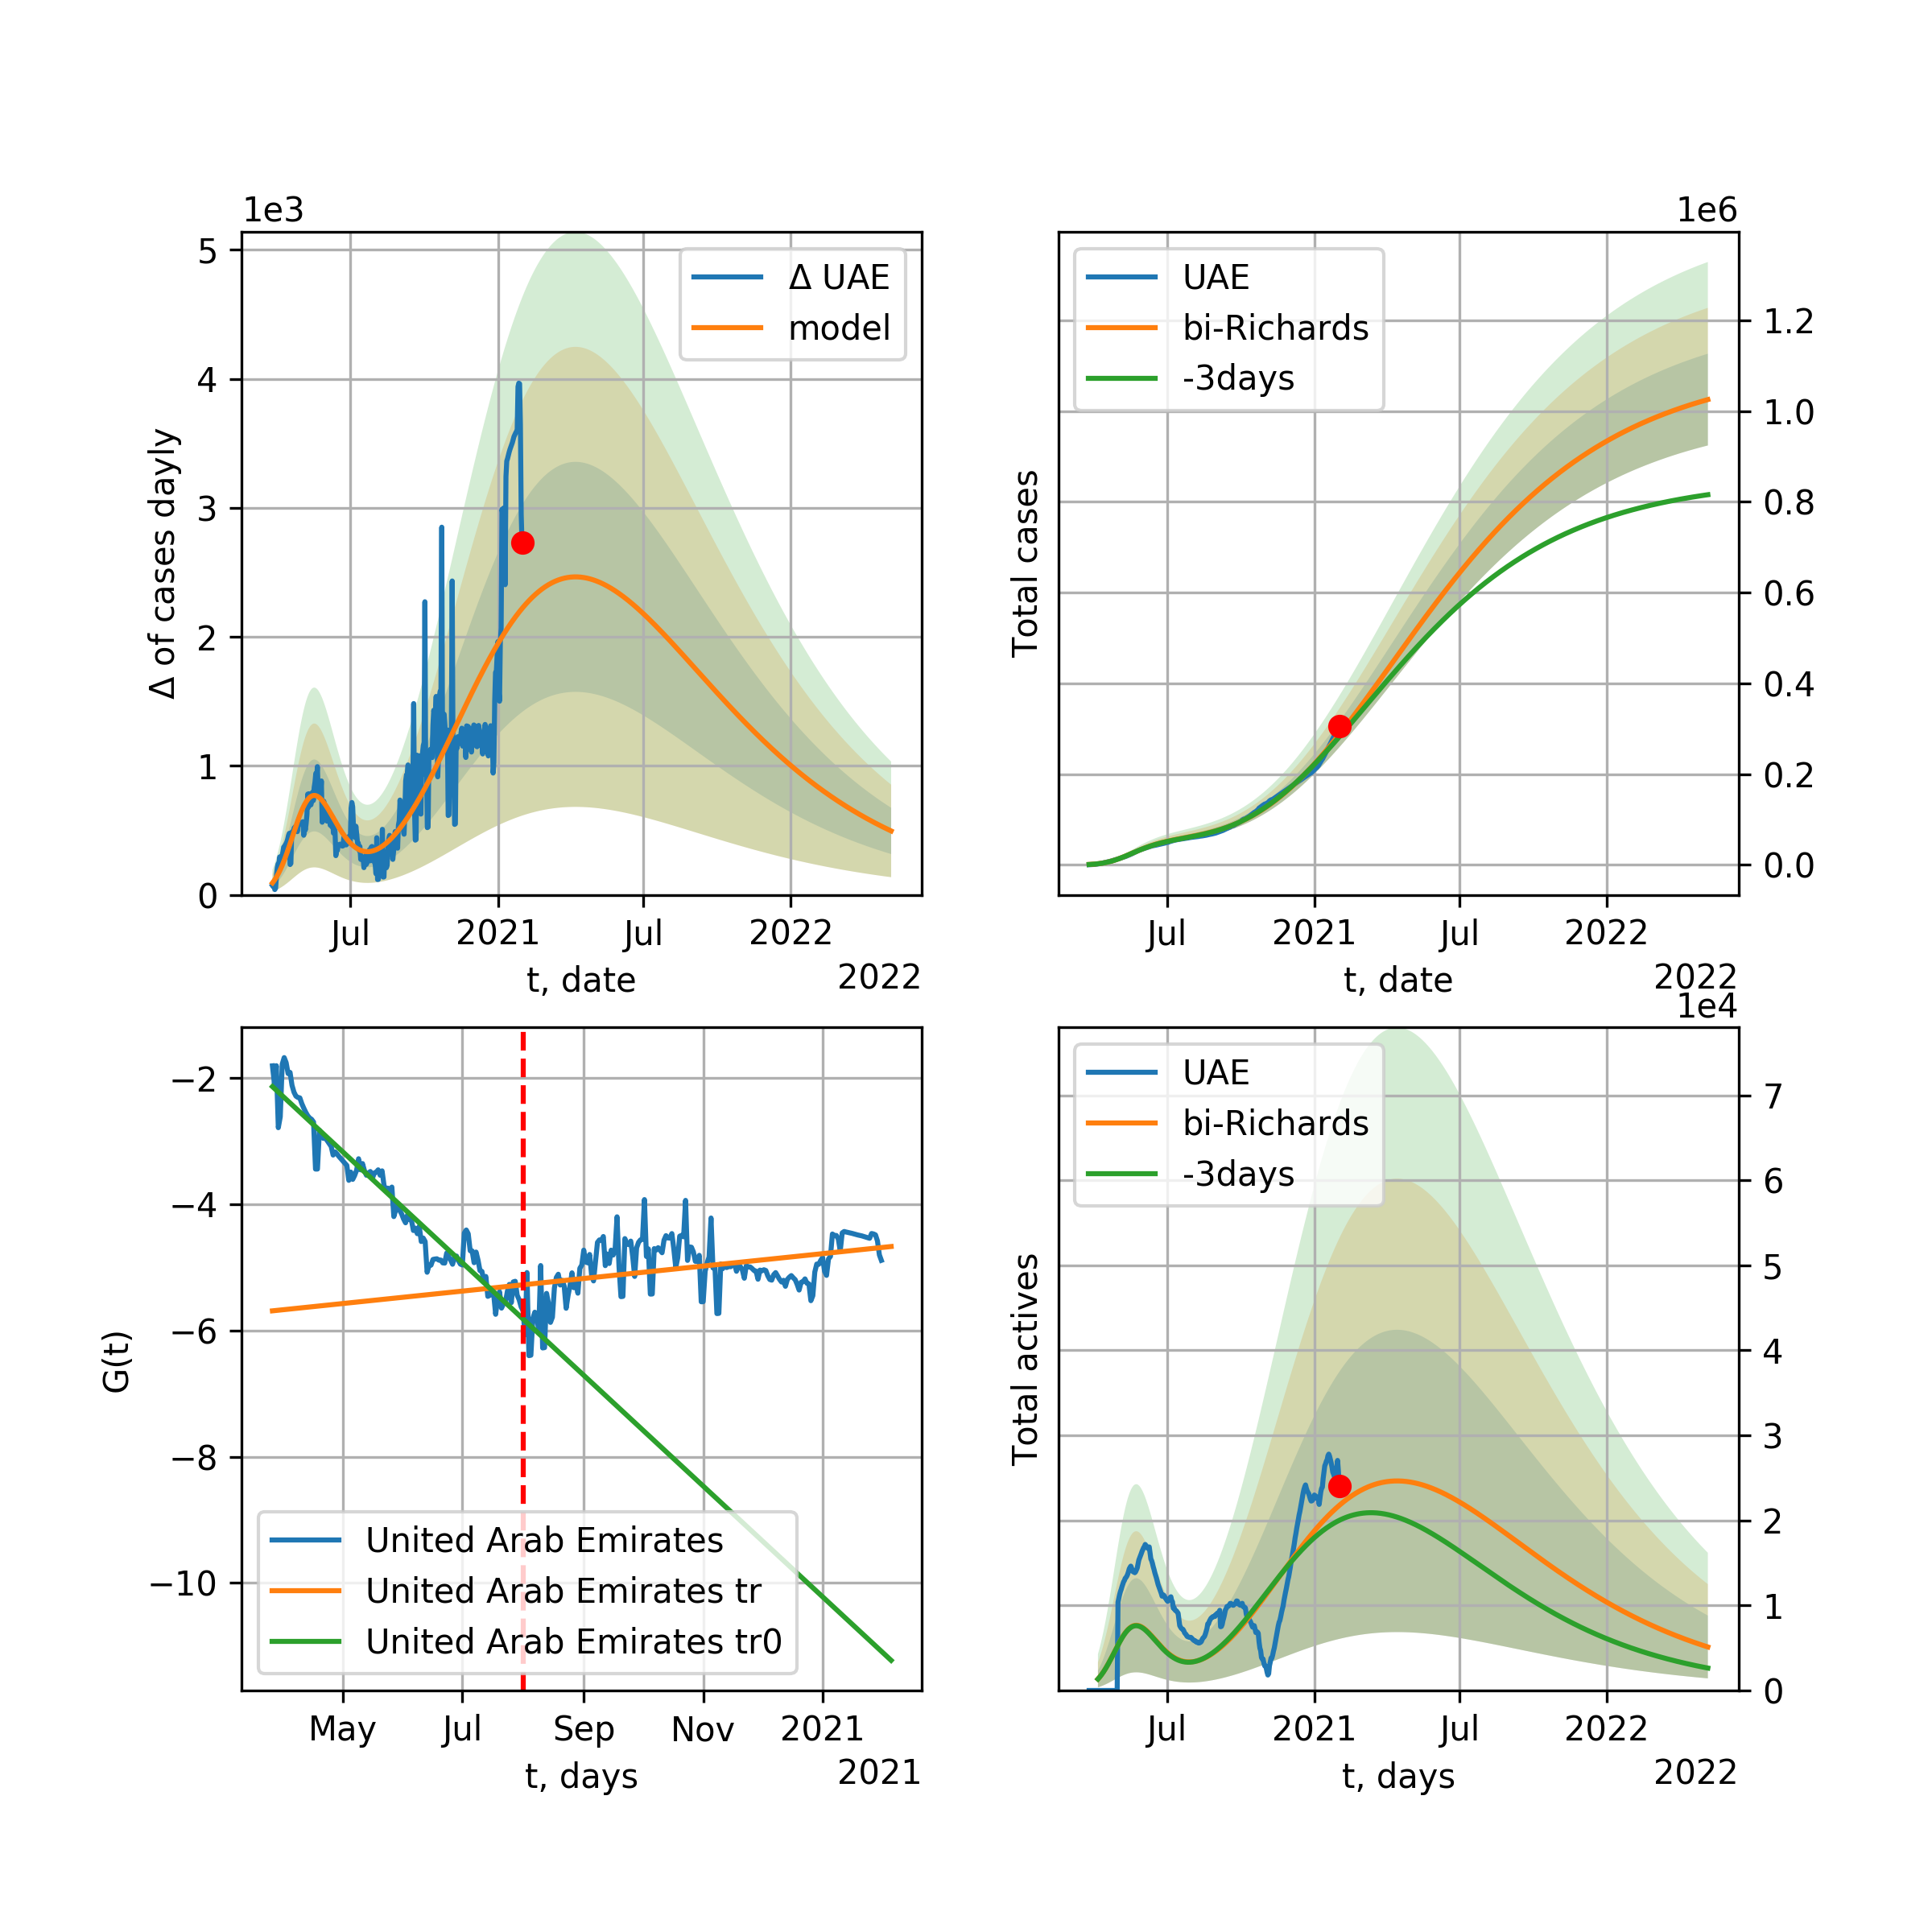 1e3
5
4
3
2
1
0
Δ of cases dayly
Δ UAE
model
Jul
2021
Jul
2022
t, date
2022
1e6
UAE
bi-Richards
-3days
Total cases
1.2
1.0
0.8
0.6
0.4
0.2
0.0
Jul
2021
Jul
2022
t, date
2022
−2
−4
−6
−8
−10
G(t)
United Arab Emirates
United Arab Emirates tr
United Arab Emirates tr0
May
Jul
Sep
Nov
2021
t, days
2021
1e4
UAE
bi-Richards
-3days
Total actives
7
6
5
4
3
2
1
0
Jul
2021
Jul
2022
t, days
2022